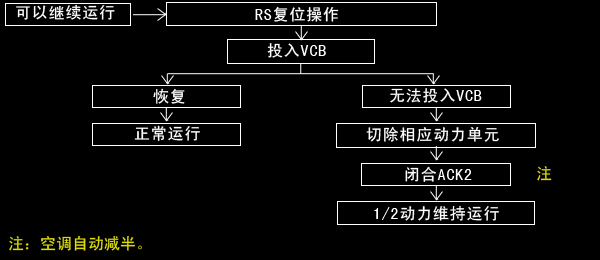 可以继续运行 RS复位操作
投入VCB
恢复 无法投入VCB
正常运行 切除相应动力单元
闭合ACK2 注
1/2动力维持运行
注：空调自动减半。